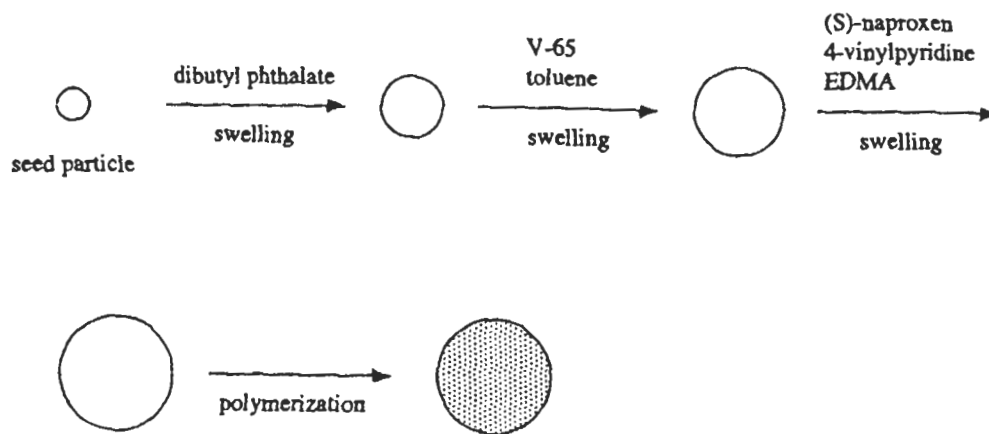 seed particle
dibutyl phthalate
swelling
V-65
toluene
swelling
(S)-naproxen
4-vinylpyridine
EDMA
swelling
polymerization